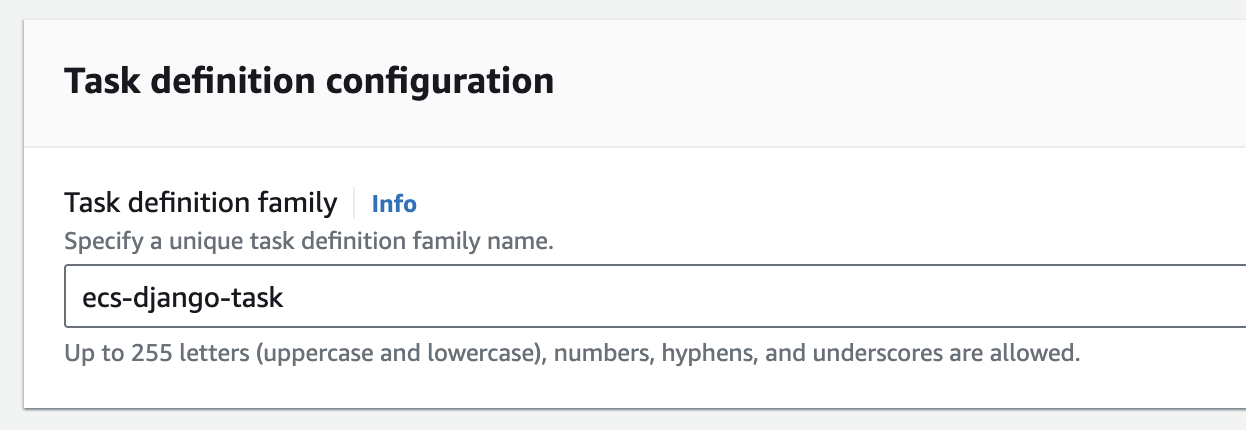 Task definition configuration
Task definition family Info
Specify a unique task definition family name.
ecs-django-task
Up to 255 letters (uppercase and lowercase), numbers, hyphens, and underscores are allowed.